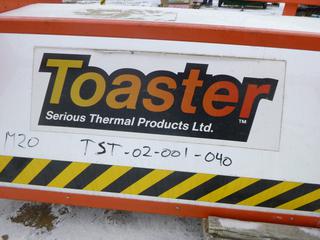 Toaster
Serious Thermal Products Ltd. ™
M20
TST-02-001-040